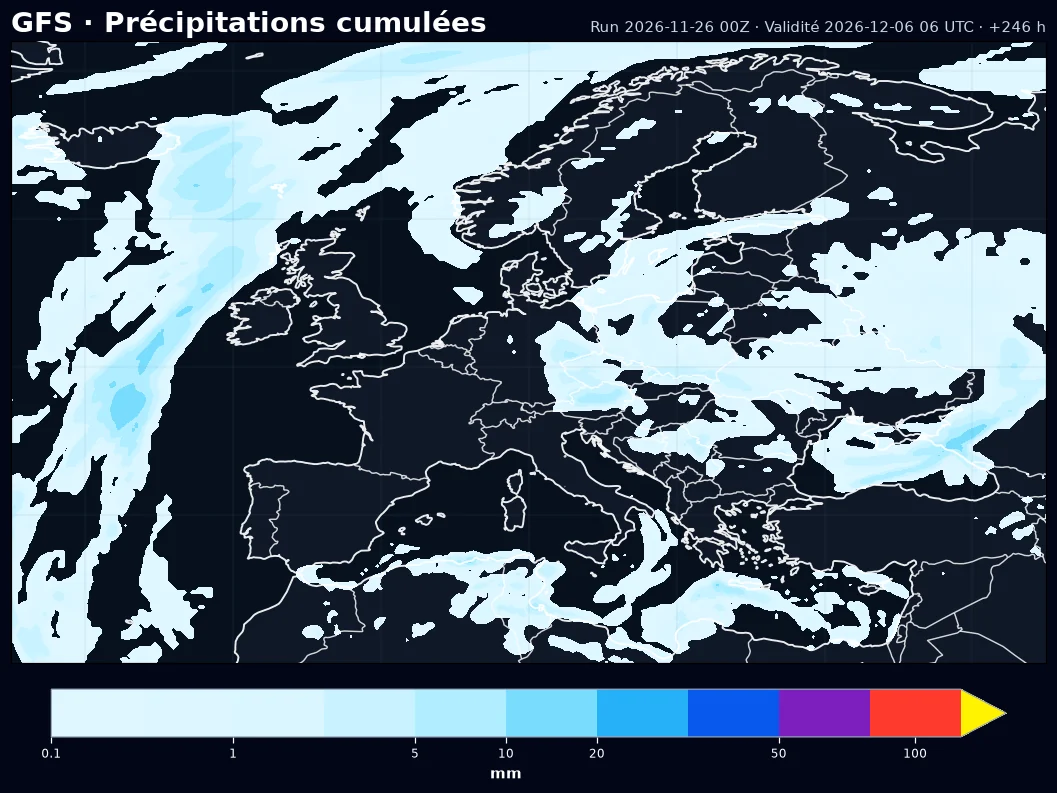 GFS · Précipitations cumulées
Run 2026-11-26 00Z · Validité 2026-12-06 06 UTC · +246 h
0.1 1 5 10 20 50 100
mm